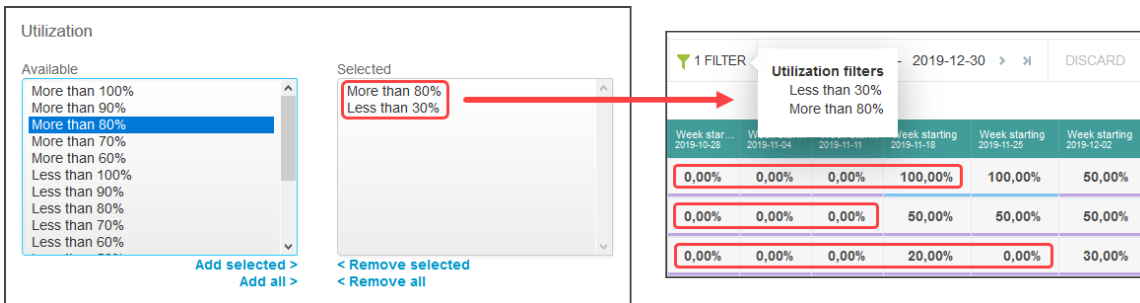 Utilization
Available
More than 100%
More than 90%
More than 80%
More than 70%
More than 60%
Less than 100%
Less than 90%
Less than 80%
Less than 70%
Less than 60%
Add selected >
Add all >
Selected
More than 80%
Less than 30%
< Remove selected
< Remove all
1 FILTER
Utilization filters
Less than 30%
More than 80%
- 2019-12-30 > >|
DISCARD
Week star... Week starting Week starting Week starting
2019-10-28 2019-11-04 2019-11-11 2019-11-18 2019-11-25 2019-12-02
0,00% 0,00% 0,00% 100,00% 100,00% 50,00%
0,00% 0,00% 0,00% 50,00% 50,00% 50,00%
0,00% 0,00% 0,00% 20,00% 0,00% 30,00%